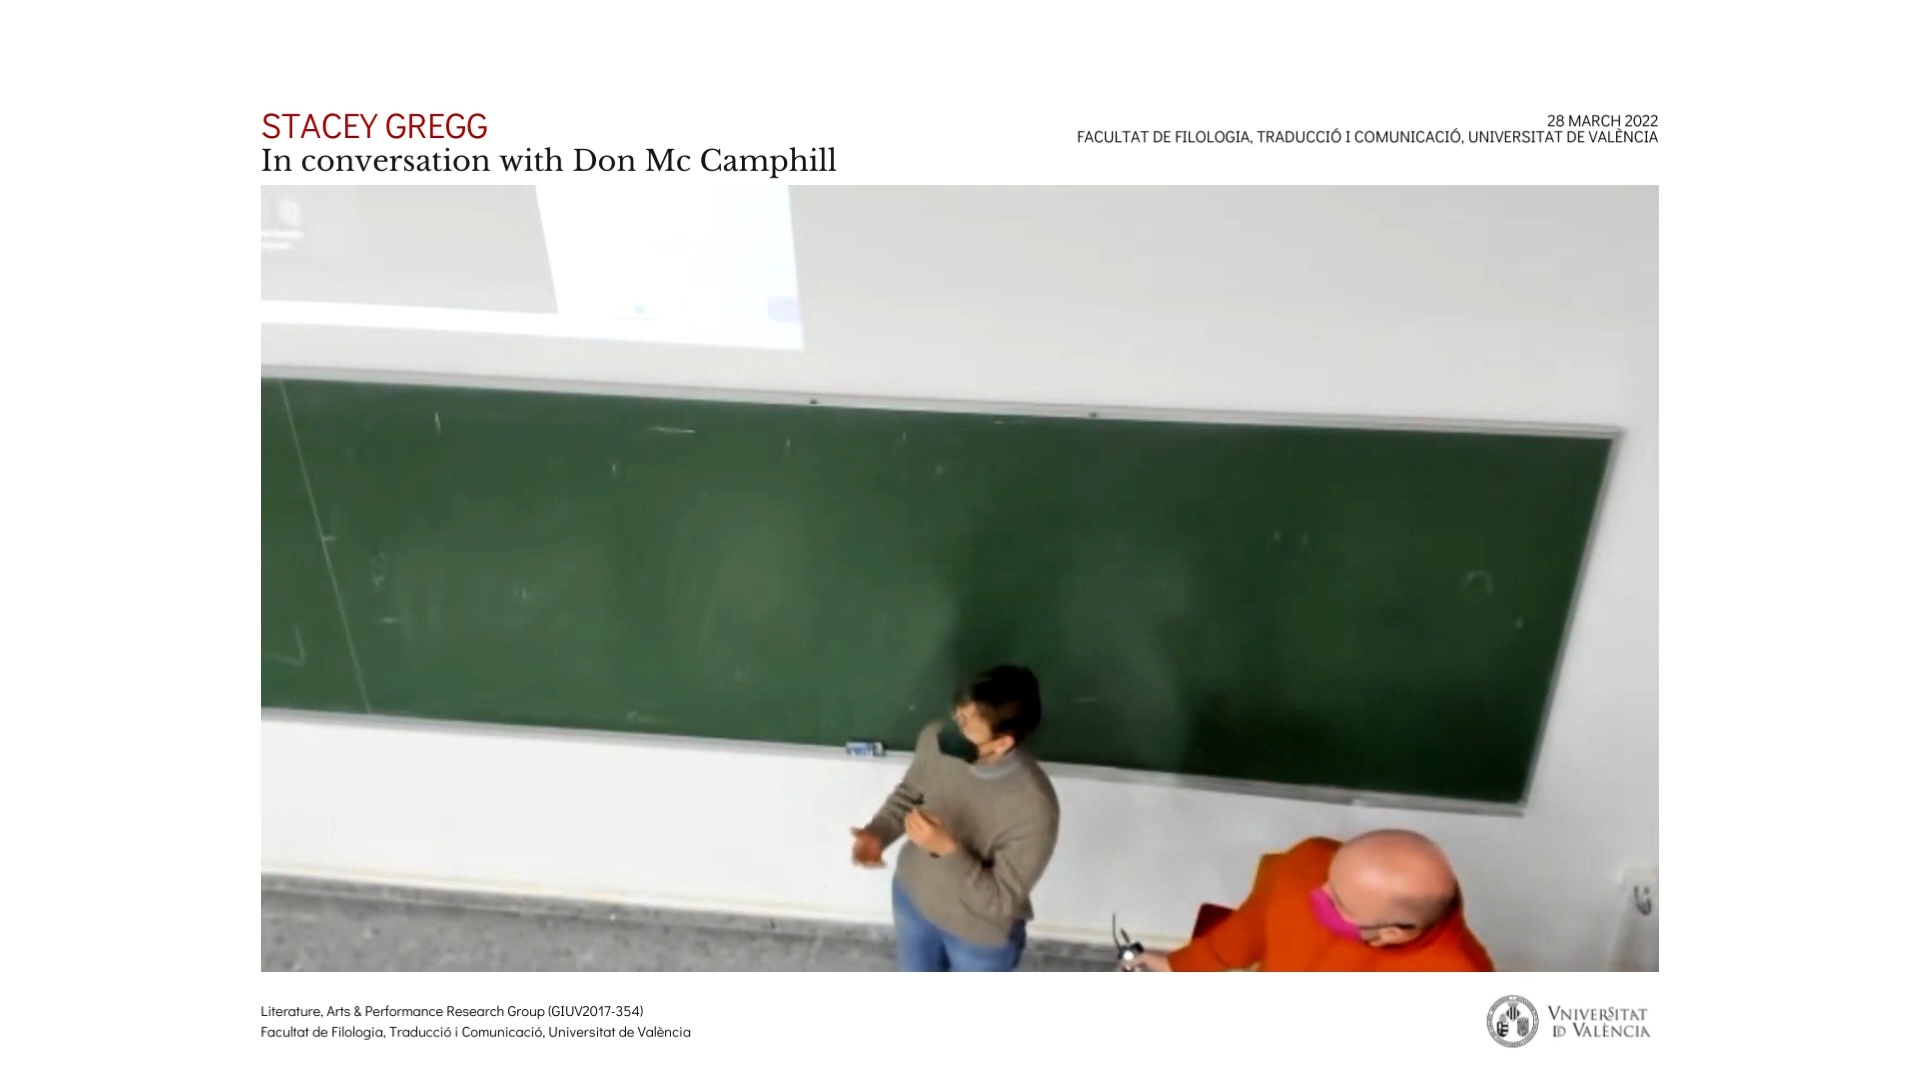 STACEY GREGG
In conversation with Don Mc Camphill
28 MARCH 2022
FACULTAT DE FILOLOGIA, TRADUCCIÓ I COMUNICACIÓ, UNIVERSITAT DE VALÈNCIA
Literature, Arts & Performance Research Group (GIUV2017-354)
Facultat de Filologia, Traducció i Comunicació, Universitat de València
VNIVERSITAT
ID VALÈNCIA